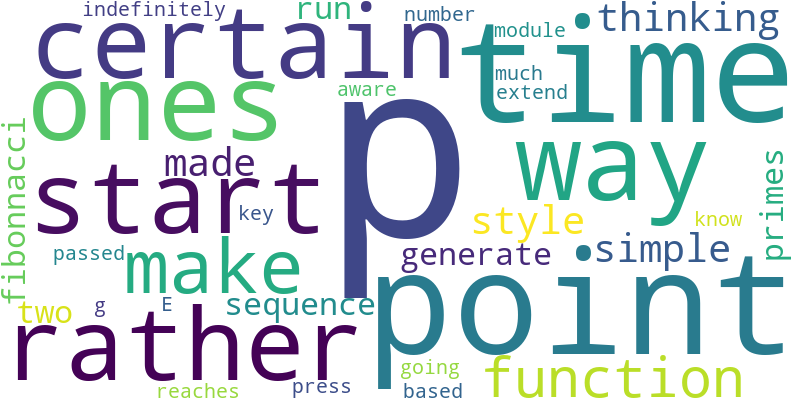 indefinitely
run
number
thinking
certain
module
time
much
extend
ones
aware
p
way
fibonnacci
made
start
key
style
know
primes
passed
make
generate
simple
two
g
E
sequence
point
rather
going
function
reaches
press
based